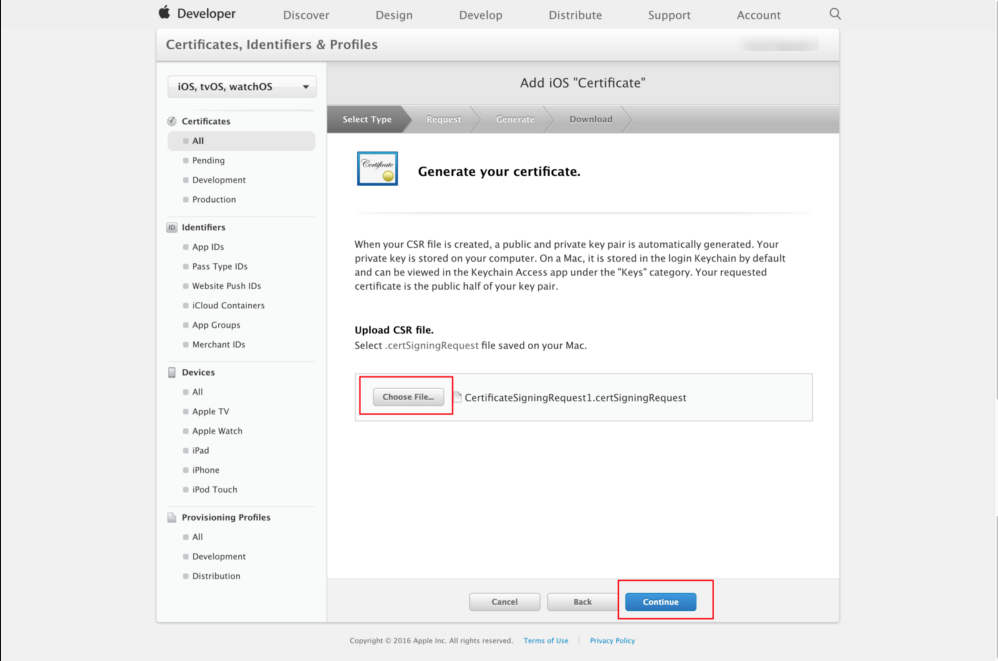 Developer
Discover
Design
Develop
Distribute
Support
Account
Certificates, Identifiers & Profiles
iOS, tvOS, watchOS
Certificates
All
Pending
Development
Production
ID Identifiers
App IDs
Pass Type IDs
Website Push IDs
iCloud Containers
App Groups
Merchant IDs
Devices
All
Apple TV
Apple Watch
iPad
iPhone
iPod Touch
Provisioning Profiles
All
Development
Distribution
Add iOS "Certificate"
Select Type
Request
Generate
Download
Certificate
Generate your certificate.
When your CSR file is created, a public and private key pair is automatically generated. Your
private key is stored on your computer. On a Mac, it is stored in the login Keychain by default
and can be viewed in the Keychain Access app under the "Keys" category. Your requested
certificate is the public half of your key pair.
Upload CSR file.
Select .certSigningRequest file saved on your Mac.
Choose File...
CertificateSigningRequest1.certSigningRequest
Cancel
Back
Continue
Copyright © 2016 Apple Inc. All rights reserved.
Terms of Use
Privacy Policy